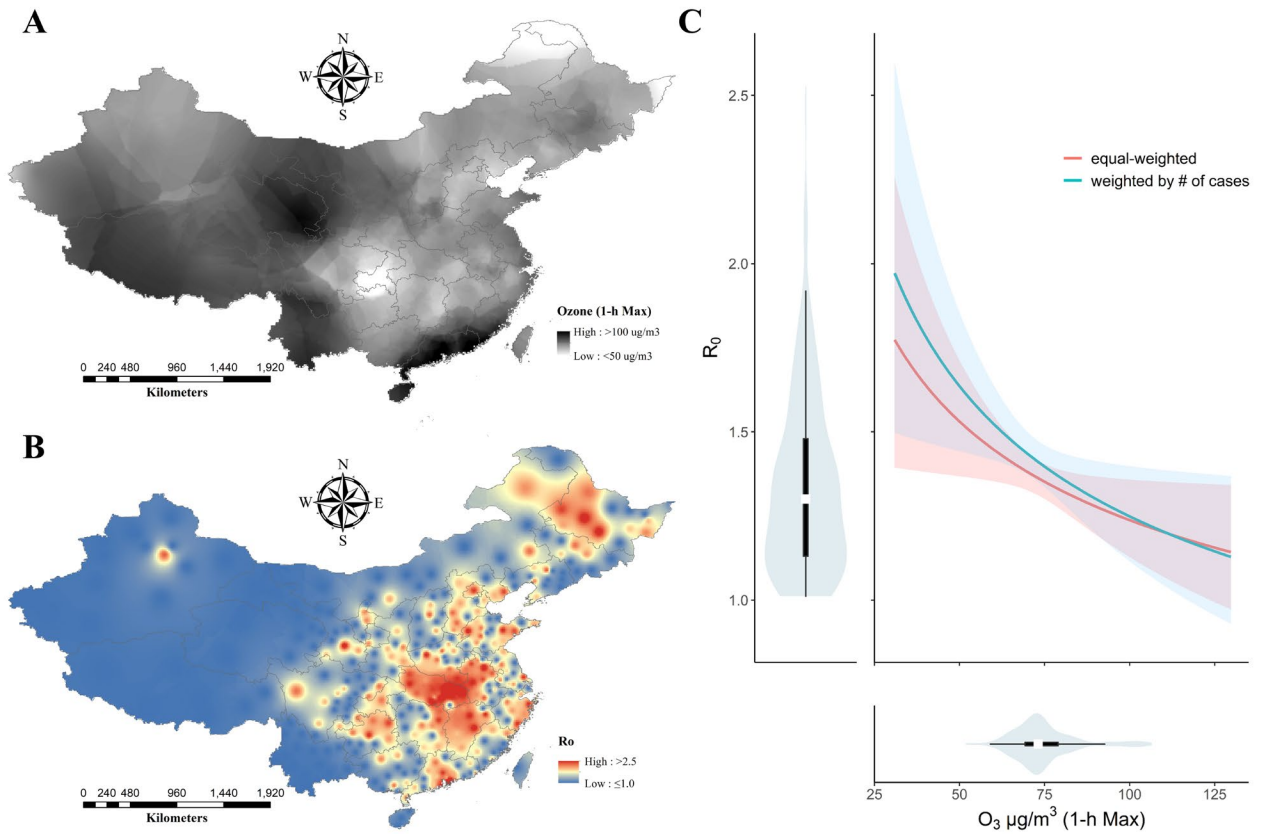 A
N
W E
S
Ozone (1-h Max)
High : >100 ug/m3
Low : <50 ug/m3
0 240 480 960 1,440 1,920
Kilometers
B
N
W E
S
Ro
High : >2.5
Low : ≤1.0
0 240 480 960 1,440 1,920
Kilometers
C
2.5
2.0
1.5
1.0
R₀
equal-weighted
weighted by # of cases
25 50 75 100 125
O₃ µg/m³ (1-h Max)